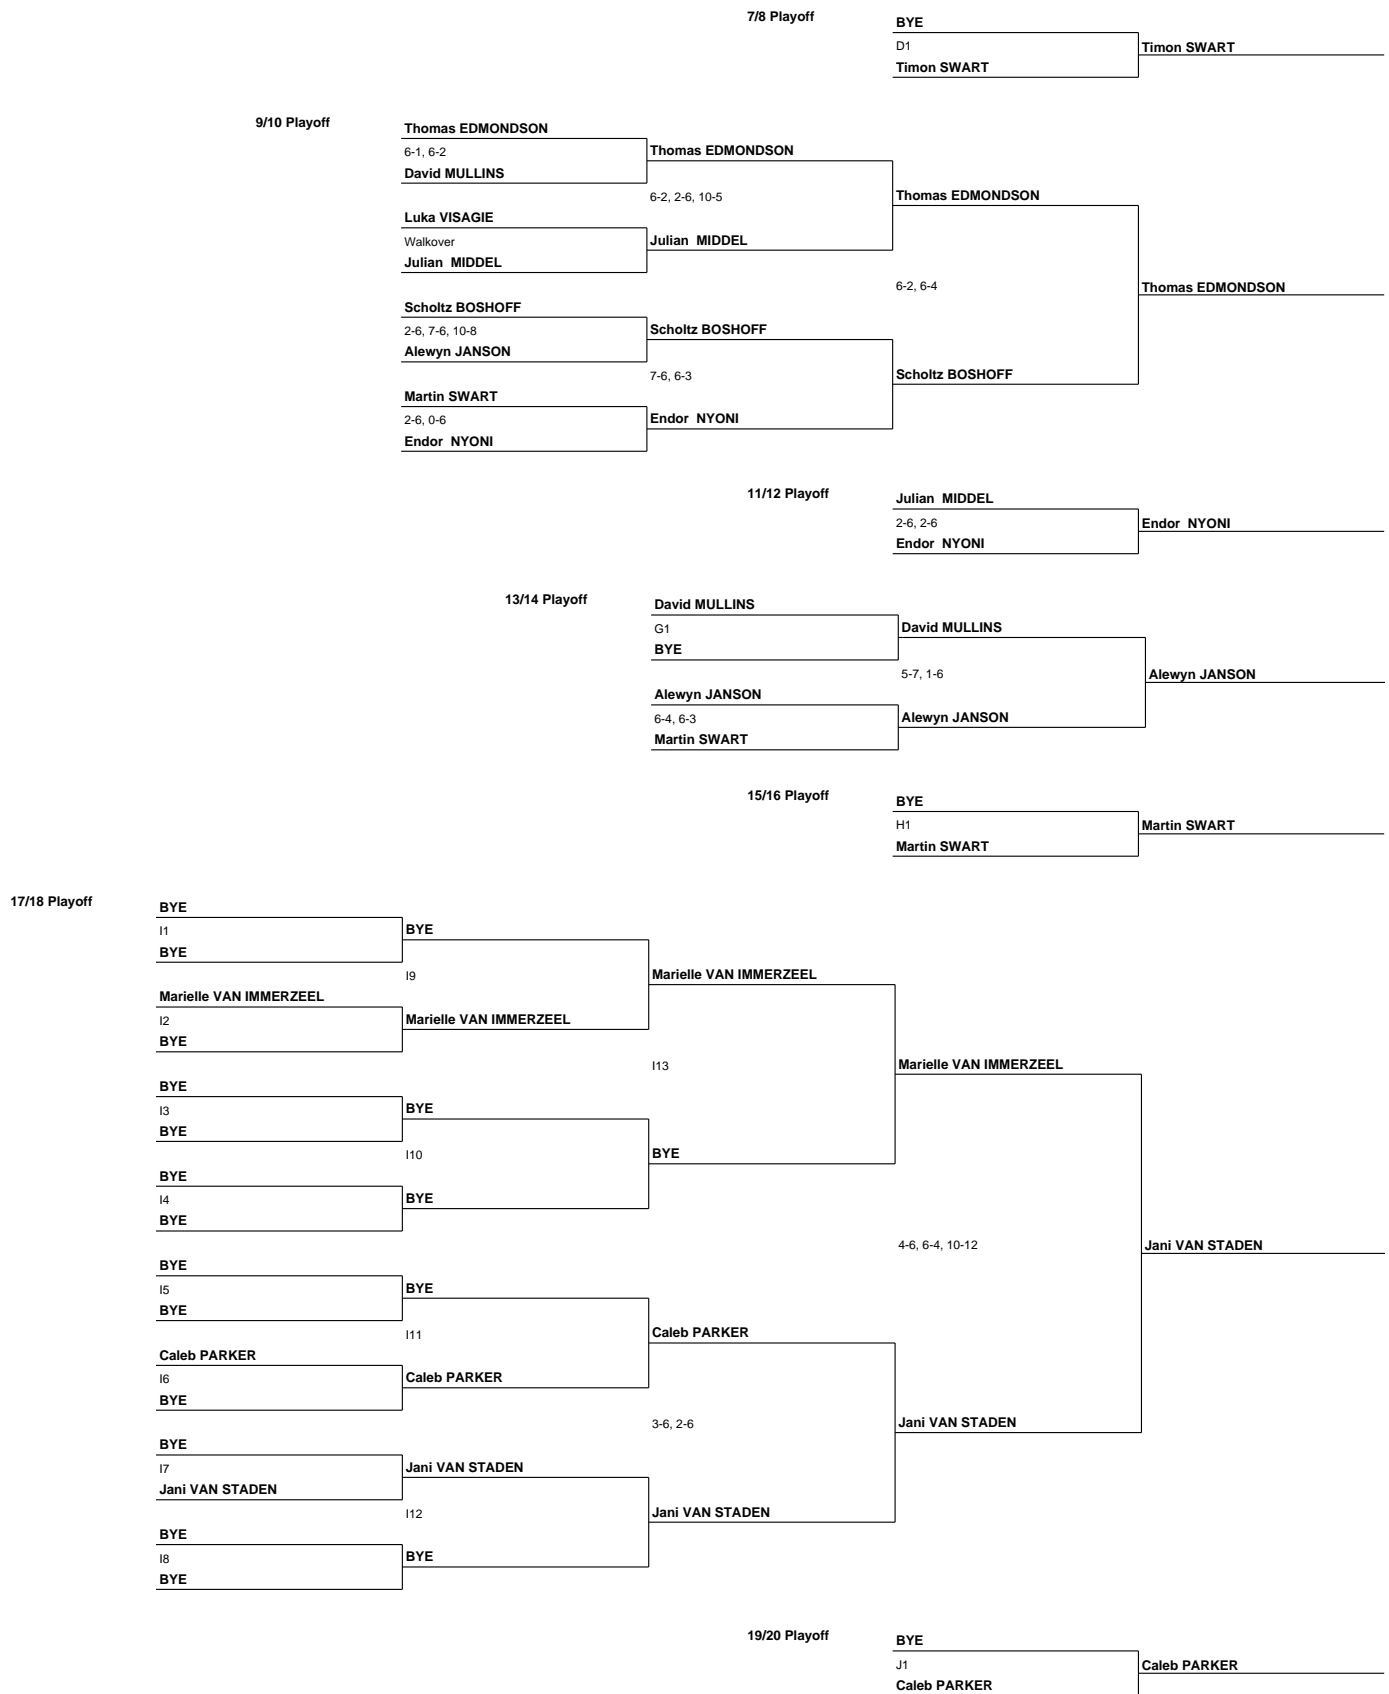 7/8 Playoff
BYE
D1
Timon SWART
Timon SWART
9/10 Playoff
Thomas EDMONDSON
6-1, 6-2
David MULLINS
Thomas EDMONDSON
6-2, 2-6, 10-5
Luka VISAGIE
Walkover
Julian MIDDEL
Julian MIDDEL
Thomas EDMONDSON
6-2, 6-4
Thomas EDMONDSON
Scholtz BOSHOFF
2-6, 7-6, 10-8
Alewyn JANSON
Scholtz BOSHOFF
7-6, 6-3
Scholtz BOSHOFF
Martin SWART
2-6, 0-6
Endor NYONI
Endor NYONI
11/12 Playoff
Julian MIDDEL
2-6, 2-6
Endor NYONI
Endor NYONI
13/14 Playoff
David MULLINS
G1
BYE
David MULLINS
5-7, 1-6
Alewyn JANSON
Alewyn JANSON
6-4, 6-3
Martin SWART
Alewyn JANSON
15/16 Playoff
BYE
H1
Martin SWART
Martin SWART
17/18 Playoff
BYE
I1
BYE
BYE
I9
Marielle VAN IMMERZEEL
Marielle VAN IMMERZEEL
I2
BYE
Marielle VAN IMMERZEEL
I13
Marielle VAN IMMERZEEL
BYE
I3
BYE
BYE
I10
BYE
BYE
I4
BYE
BYE
4-6, 6-4, 10-12
Jani VAN STADEN
BYE
I5
BYE
BYE
I11
Caleb PARKER
Caleb PARKER
I6
BYE
Caleb PARKER
3-6, 2-6
Jani VAN STADEN
BYE
I7
Jani VAN STADEN
Jani VAN STADEN
I12
Jani VAN STADEN
BYE
I8
BYE
BYE
19/20 Playoff
BYE
J1
Caleb PARKER
Caleb PARKER